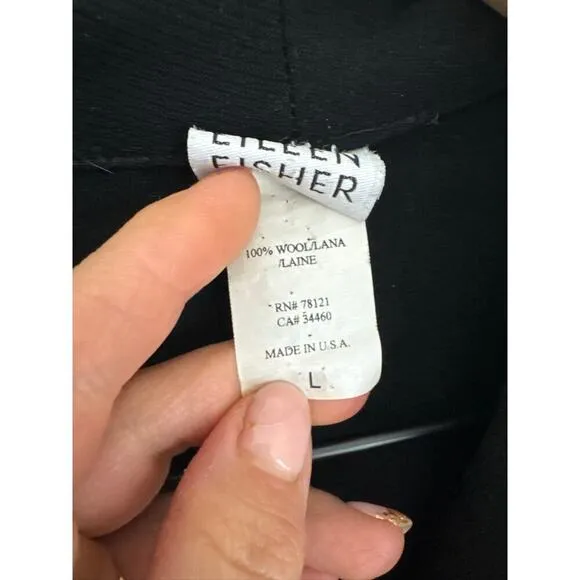 EILEEN
FISHER
100% WOOL/LANA
/LAINE
RN# 78121
CA# 34460
MADE IN U.S.A.
L